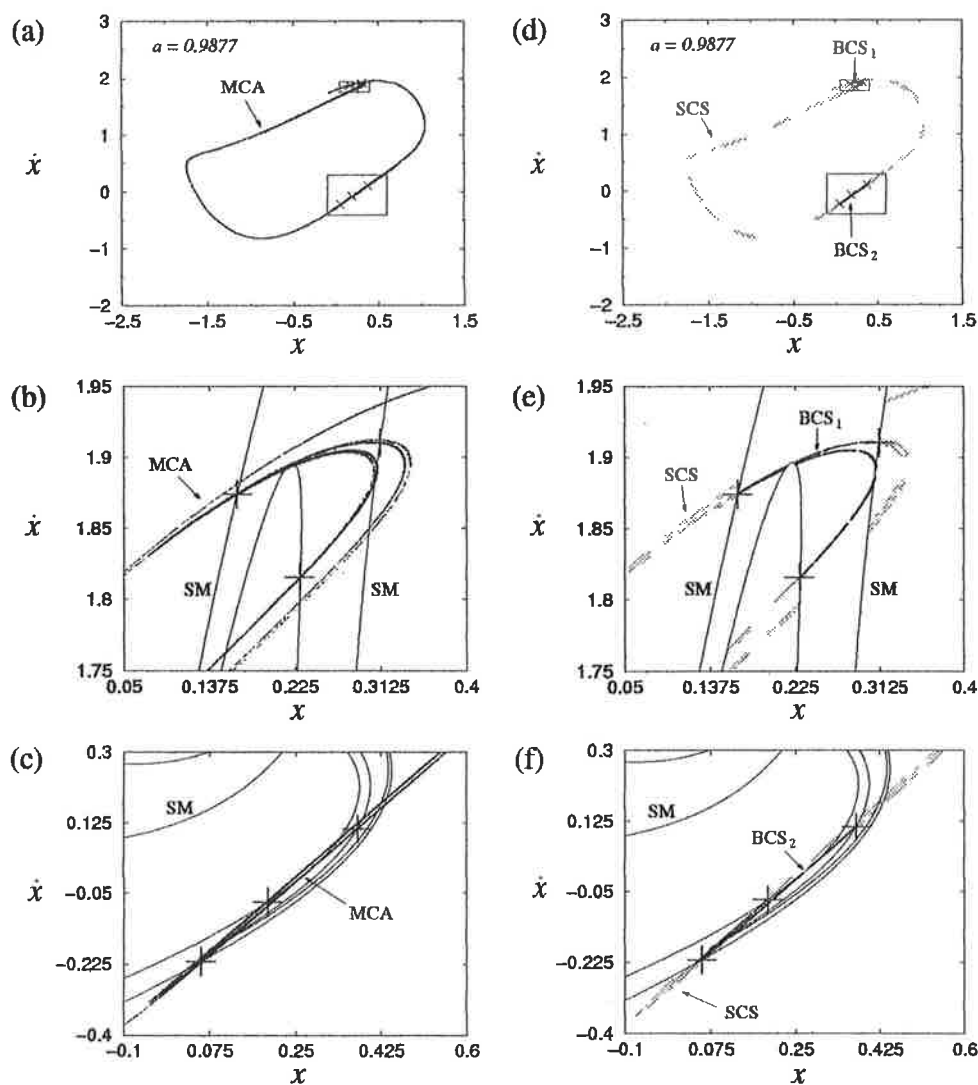 (a)
a = 0.9877
MCA
3
2
1
0
−1
−2
−2.5 −1.5 −0.5 0.5 1.5
ẋ
x
(d)
a = 0.9877
BCS₁
SCS
BCS₂
3
2
1
0
−1
−2
−2.5 −1.5 −0.5 0.5 1.5
ẋ
x
(b)
MCA
SM
SM
1.95
1.9
1.85
1.8
1.75
0.05 0.1375 0.225 0.3125 0.4
ẋ
x
(e)
BCS₁
SCS
SM
SM
1.95
1.9
1.85
1.8
1.75
0.05 0.1375 0.225 0.3125 0.4
ẋ
x
(c)
SM
MCA
0.3
0.125
−0.05
−0.225
−0.4
−0.1 0.075 0.25 0.425 0.6
ẋ
x
(f)
SM
BCS₂
SCS
0.3
0.125
−0.05
−0.225
−0.4
−0.1 0.075 0.25 0.425 0.6
ẋ
x